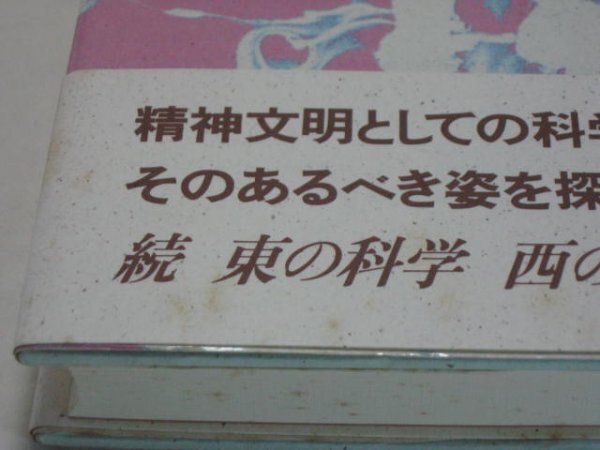 精神文明としての科学
そのあるべき姿を探
続 東の科学 西の